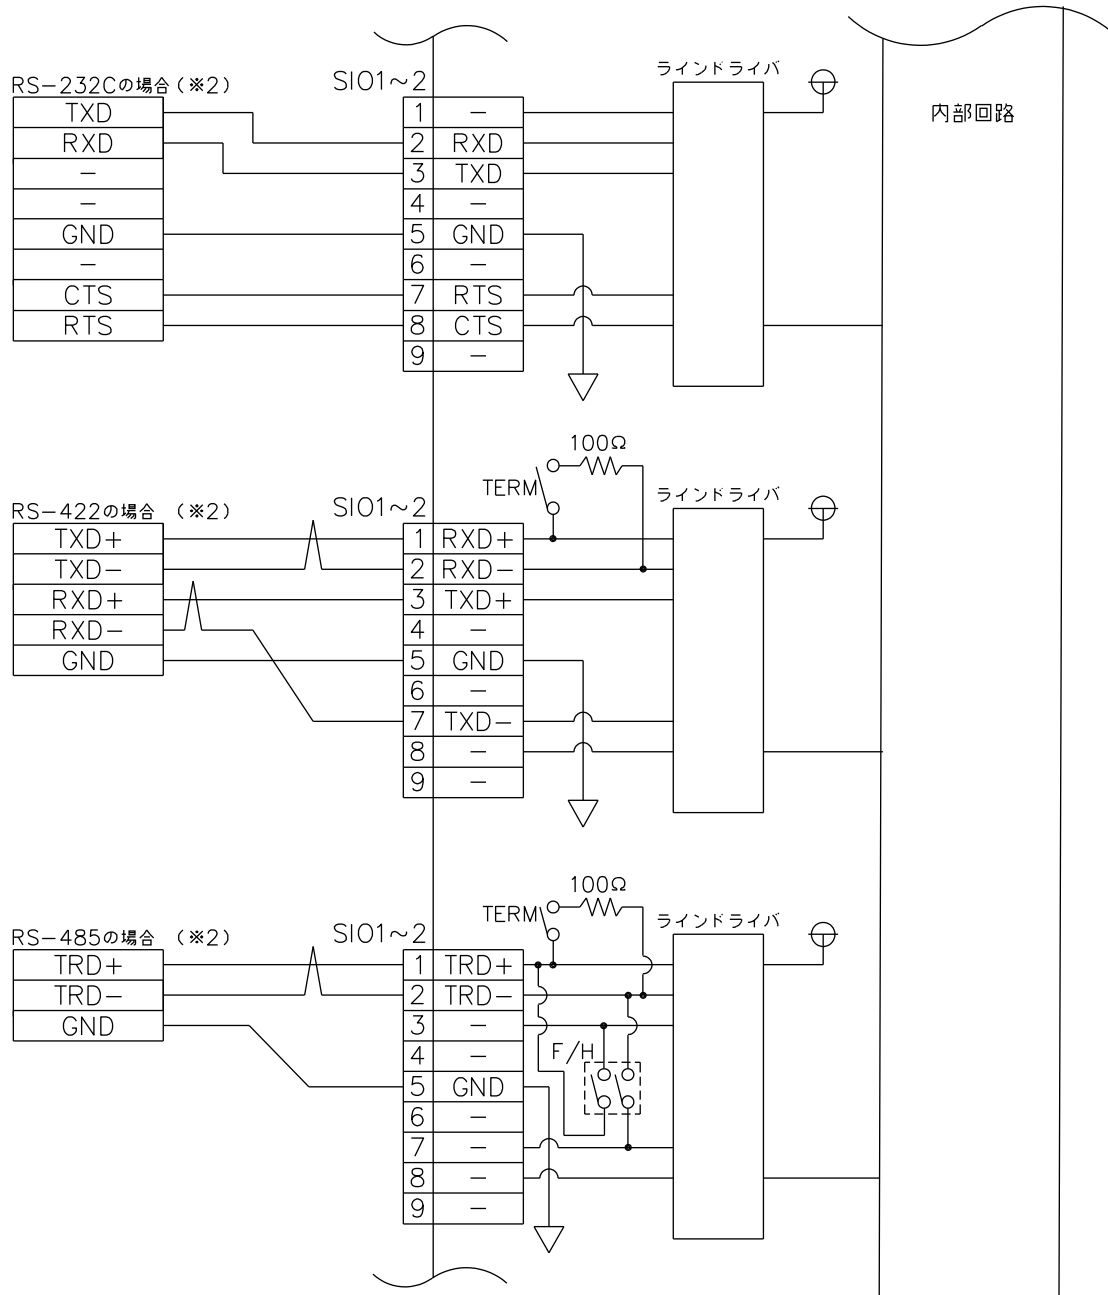 RS-232Cの場合(※2)
SIO1~2
ラインドライバ
内部回路
TXD 1 -
RXD 2 RXD
- 3 TXD
- 4 -
GND 5 GND
- 6 -
CTS 7 RTS
RTS 8 CTS
9 -
100Ω
TERM
RS-422の場合 (※2)
SIO1~2
ラインドライバ
TXD+ 1 RXD+
TXD- 2 RXD-
RXD+ 3 TXD+
RXD- 4 -
GND 5 GND
6 -
7 TXD-
8 -
9 -
100Ω
TERM
RS-485の場合 (※2)
SIO1~2
ラインドライバ
TRD+ 1 TRD+
TRD- 2 TRD-
GND 3 -
F/H
4 -
5 GND
6 -
7 -
8 -
9 -